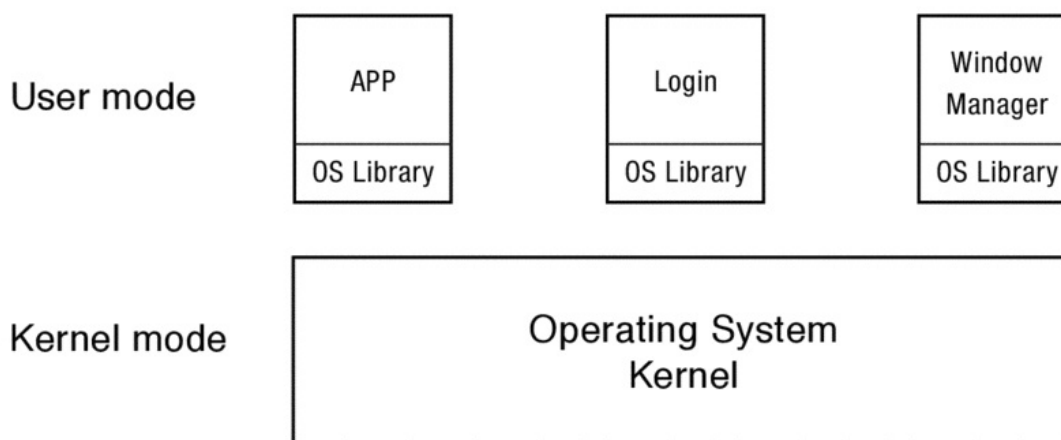 User mode
APP
OS Library
Login
OS Library
Window
Manager
OS Library
Kernel mode
Operating System
Kernel